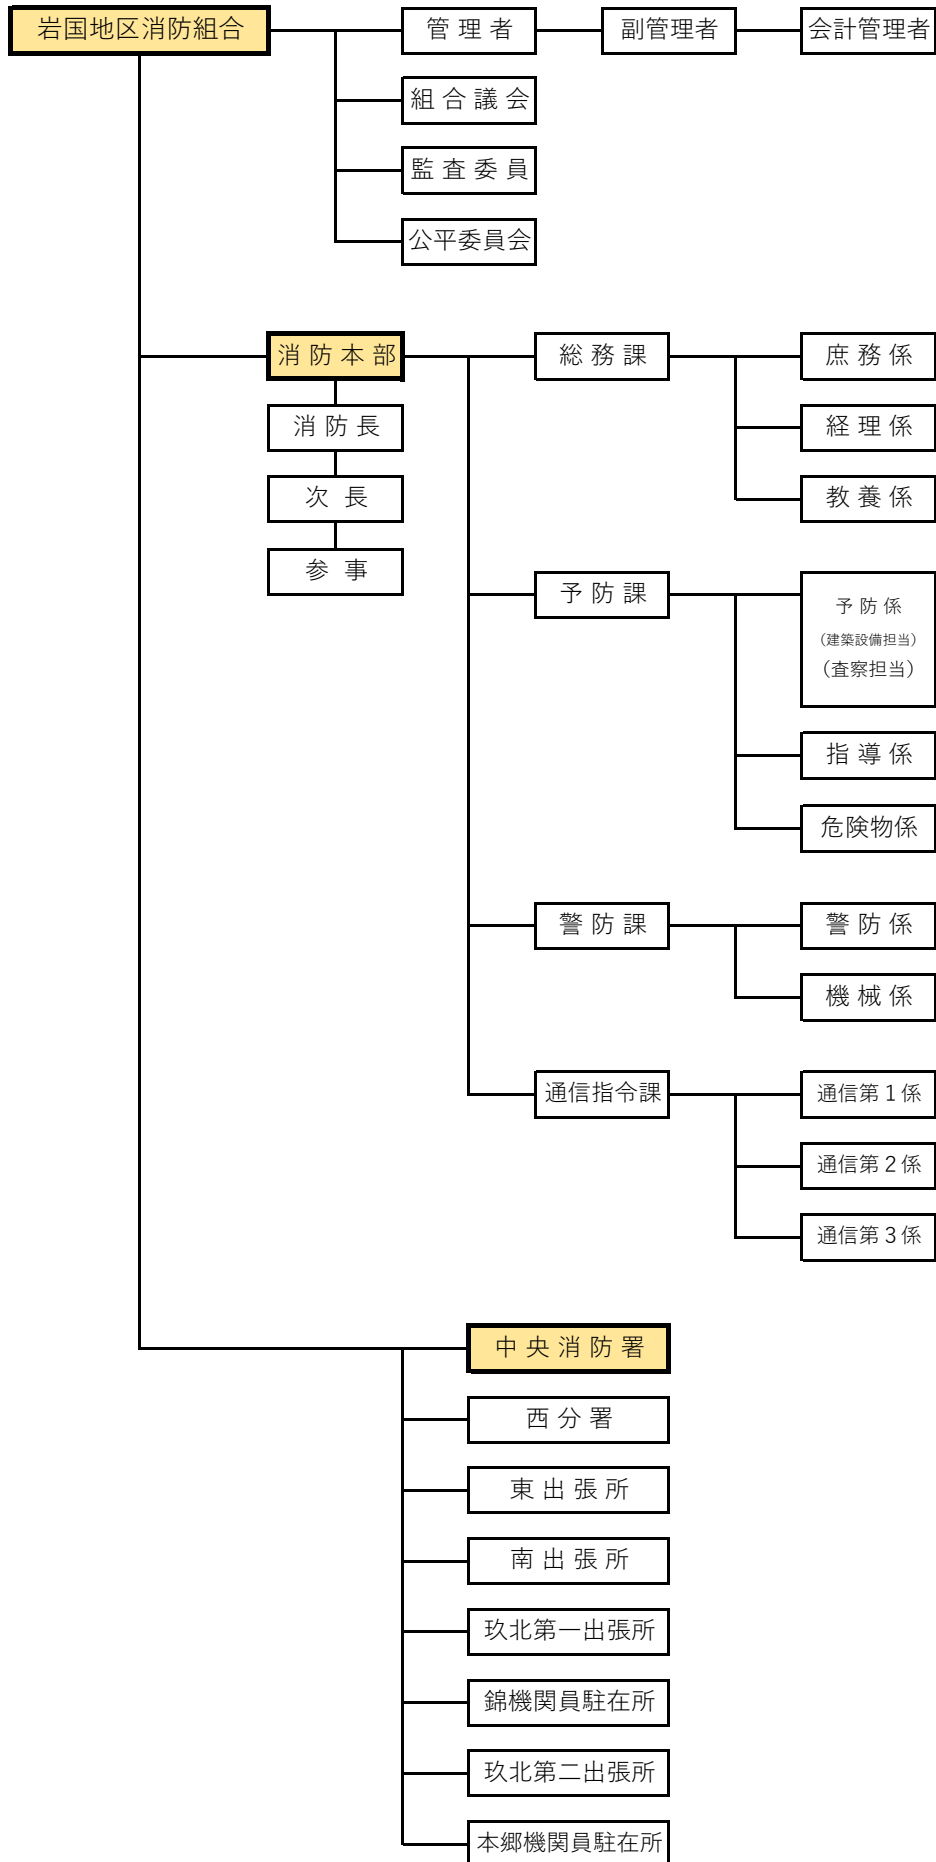 岩国地区消防組合
管理者
副管理者
会計管理者
組合議会
監査委員
公平委員会
消防本部
消防長
次長
参事
総務課
庶務係
経理係
教養係
予防課
予防係
（建築設備担当）
（査察担当）
指導係
危険物係
警防課
警防係
機械係
通信指令課
通信第1係
通信第2係
通信第3係
中央消防署
西分署
東出張所
南出張所
玖北第一出張所
錦機関員駐在所
玖北第二出張所
本郷機関員駐在所